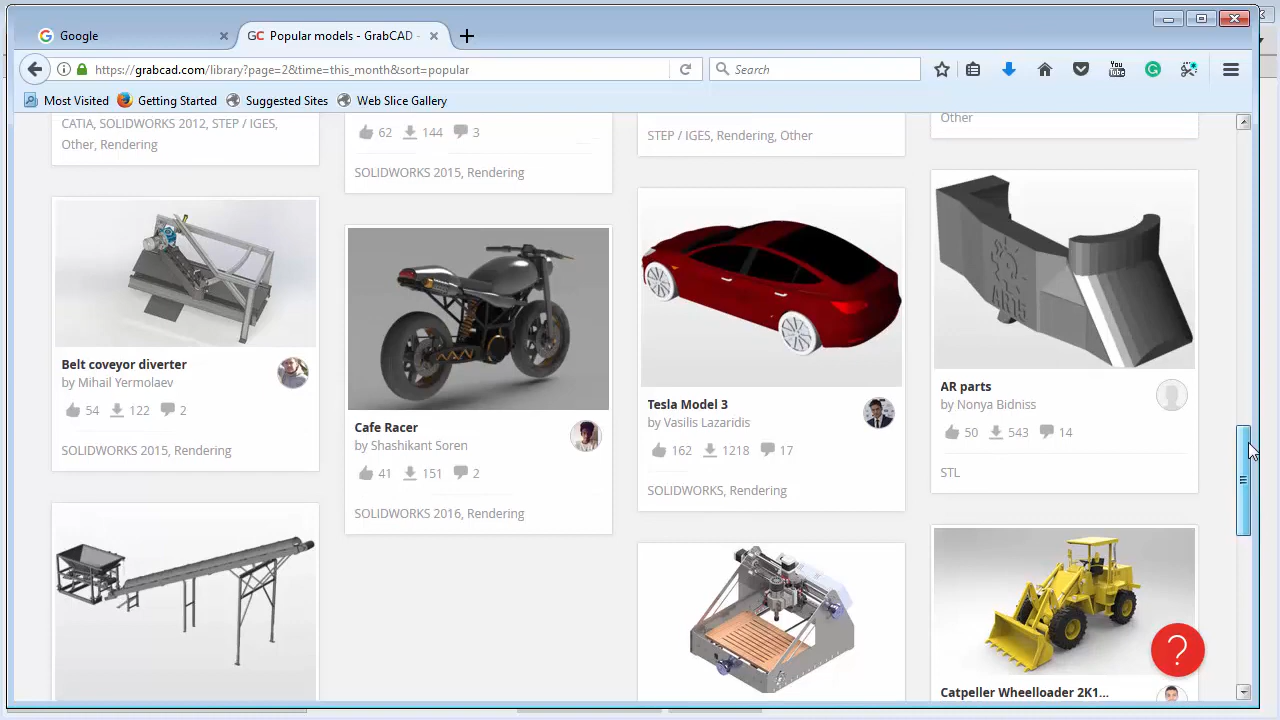 Google
GC Popular models - GrabCAD -
https://grabcad.com/library?page=2&time=this_month&sort=popular
Search
Most Visited
Getting Started
Suggested Sites
Web Slice Gallery
CATIA, SOLIDWORKS 2012, STEP / IGES,
Other, Rendering
62 144 3
SOLIDWORKS 2015, Rendering
STEP / IGES, Rendering, Other
Other
Belt coveyor diverter
by Mihail Yermolaev
54 122 2
SOLIDWORKS 2015, Rendering
Cafe Racer
by Shashikant Soren
41 151 2
SOLIDWORKS 2016, Rendering
Tesla Model 3
by Vasilis Lazaridis
162 1218 17
SOLIDWORKS, Rendering
AR15
AR parts
by Nonya Bidniss
50 543 14
STL
Catpeller Wheelloader 2K1...
?